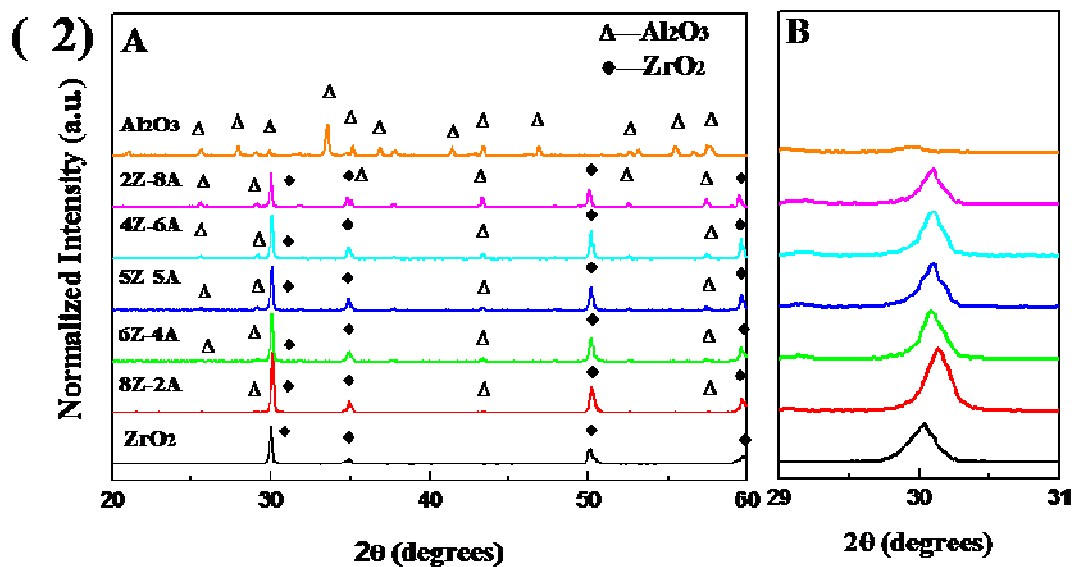 ( 2) A
Δ—Al2O3
♦—ZrO2
B
Normalized Intensity (a.u.)
Al2O3
2Z-8A
4Z-6A
5Z-5A
6Z-4A
8Z-2A
ZrO2
20 30 40 50 60
2θ (degrees)
29 30 31
2θ (degrees)